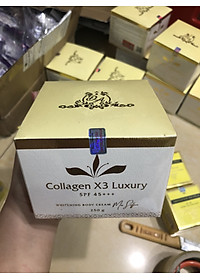 Collagen X3 Luxury
SPF 45+++
WHITENING BODY CREAM
250 g